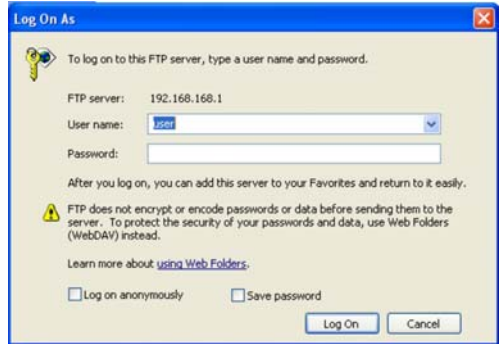 Log On As
To log on to this FTP server, type a user name and password.
FTP server: 192.168.168.1
User name: user
Password:
After you log on, you can add this server to your Favorites and return to it easily.
FTP does not encrypt or encode passwords or data before sending them to the
server. To protect the security of your passwords and data, use Web Folders
(WebDAV) instead.
Learn more about using Web Folders.
Log on anonymously Save password
Log On Cancel